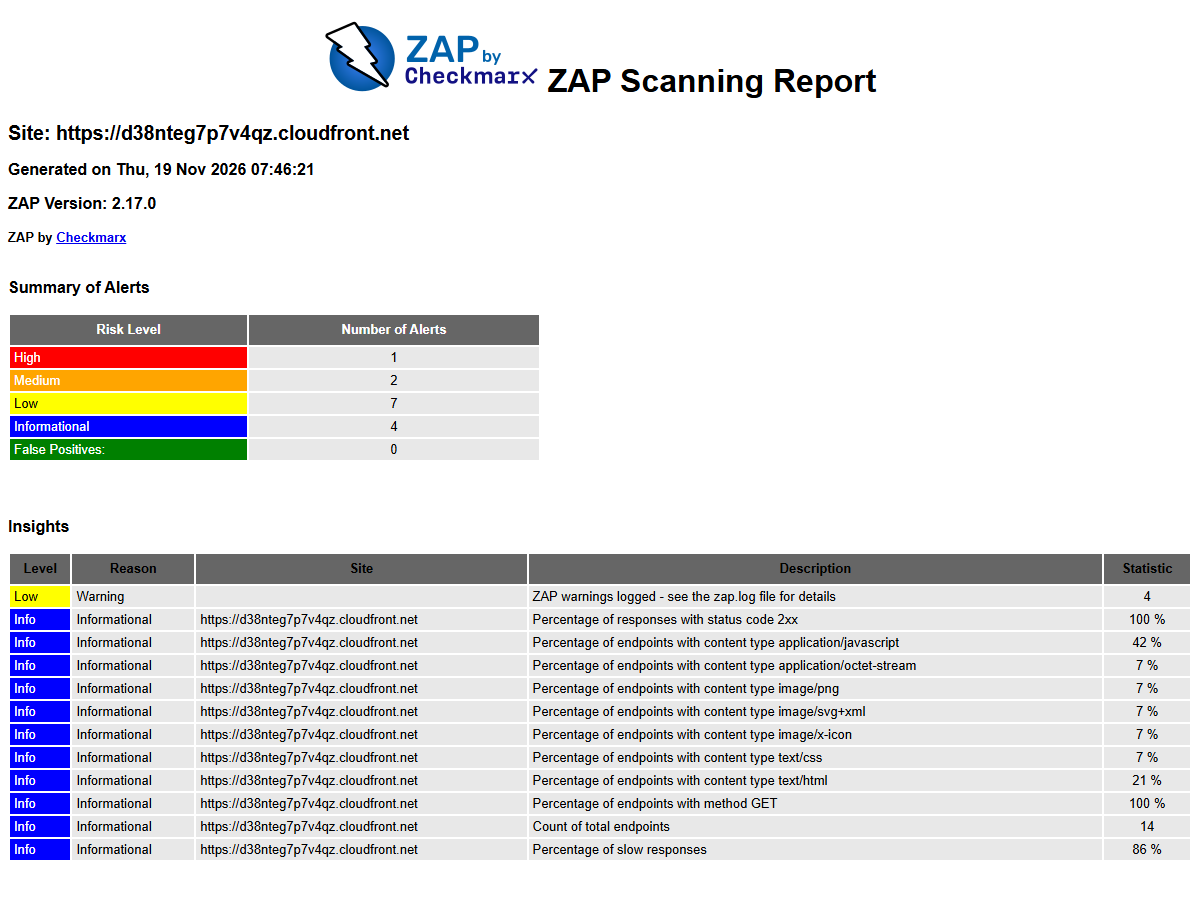 ZAP by
Checkmarx ZAP Scanning Report
Site: https://d38nteg7p7v4qz.cloudfront.net
Generated on Thu, 19 Nov 2026 07:46:21
ZAP Version: 2.17.0
ZAP by Checkmarx
Summary of Alerts
Risk Level Number of Alerts
High 1
Medium 2
Low 7
Informational 4
False Positives: 0
Insights
Level Reason Site Description Statistic
Low Warning ZAP warnings logged - see the zap.log file for details 4
Info Informational https://d38nteg7p7v4qz.cloudfront.net Percentage of responses with status code 2xx 100 %
Info Informational https://d38nteg7p7v4qz.cloudfront.net Percentage of endpoints with content type application/javascript 42 %
Info Informational https://d38nteg7p7v4qz.cloudfront.net Percentage of endpoints with content type application/octet-stream 7 %
Info Informational https://d38nteg7p7v4qz.cloudfront.net Percentage of endpoints with content type image/png 7 %
Info Informational https://d38nteg7p7v4qz.cloudfront.net Percentage of endpoints with content type image/svg+xml 7 %
Info Informational https://d38nteg7p7v4qz.cloudfront.net Percentage of endpoints with content type image/x-icon 7 %
Info Informational https://d38nteg7p7v4qz.cloudfront.net Percentage of endpoints with content type text/css 7 %
Info Informational https://d38nteg7p7v4qz.cloudfront.net Percentage of endpoints with content type text/html 21 %
Info Informational https://d38nteg7p7v4qz.cloudfront.net Percentage of endpoints with method GET 100 %
Info Informational https://d38nteg7p7v4qz.cloudfront.net Count of total endpoints 14
Info Informational https://d38nteg7p7v4qz.cloudfront.net Percentage of slow responses 86 %